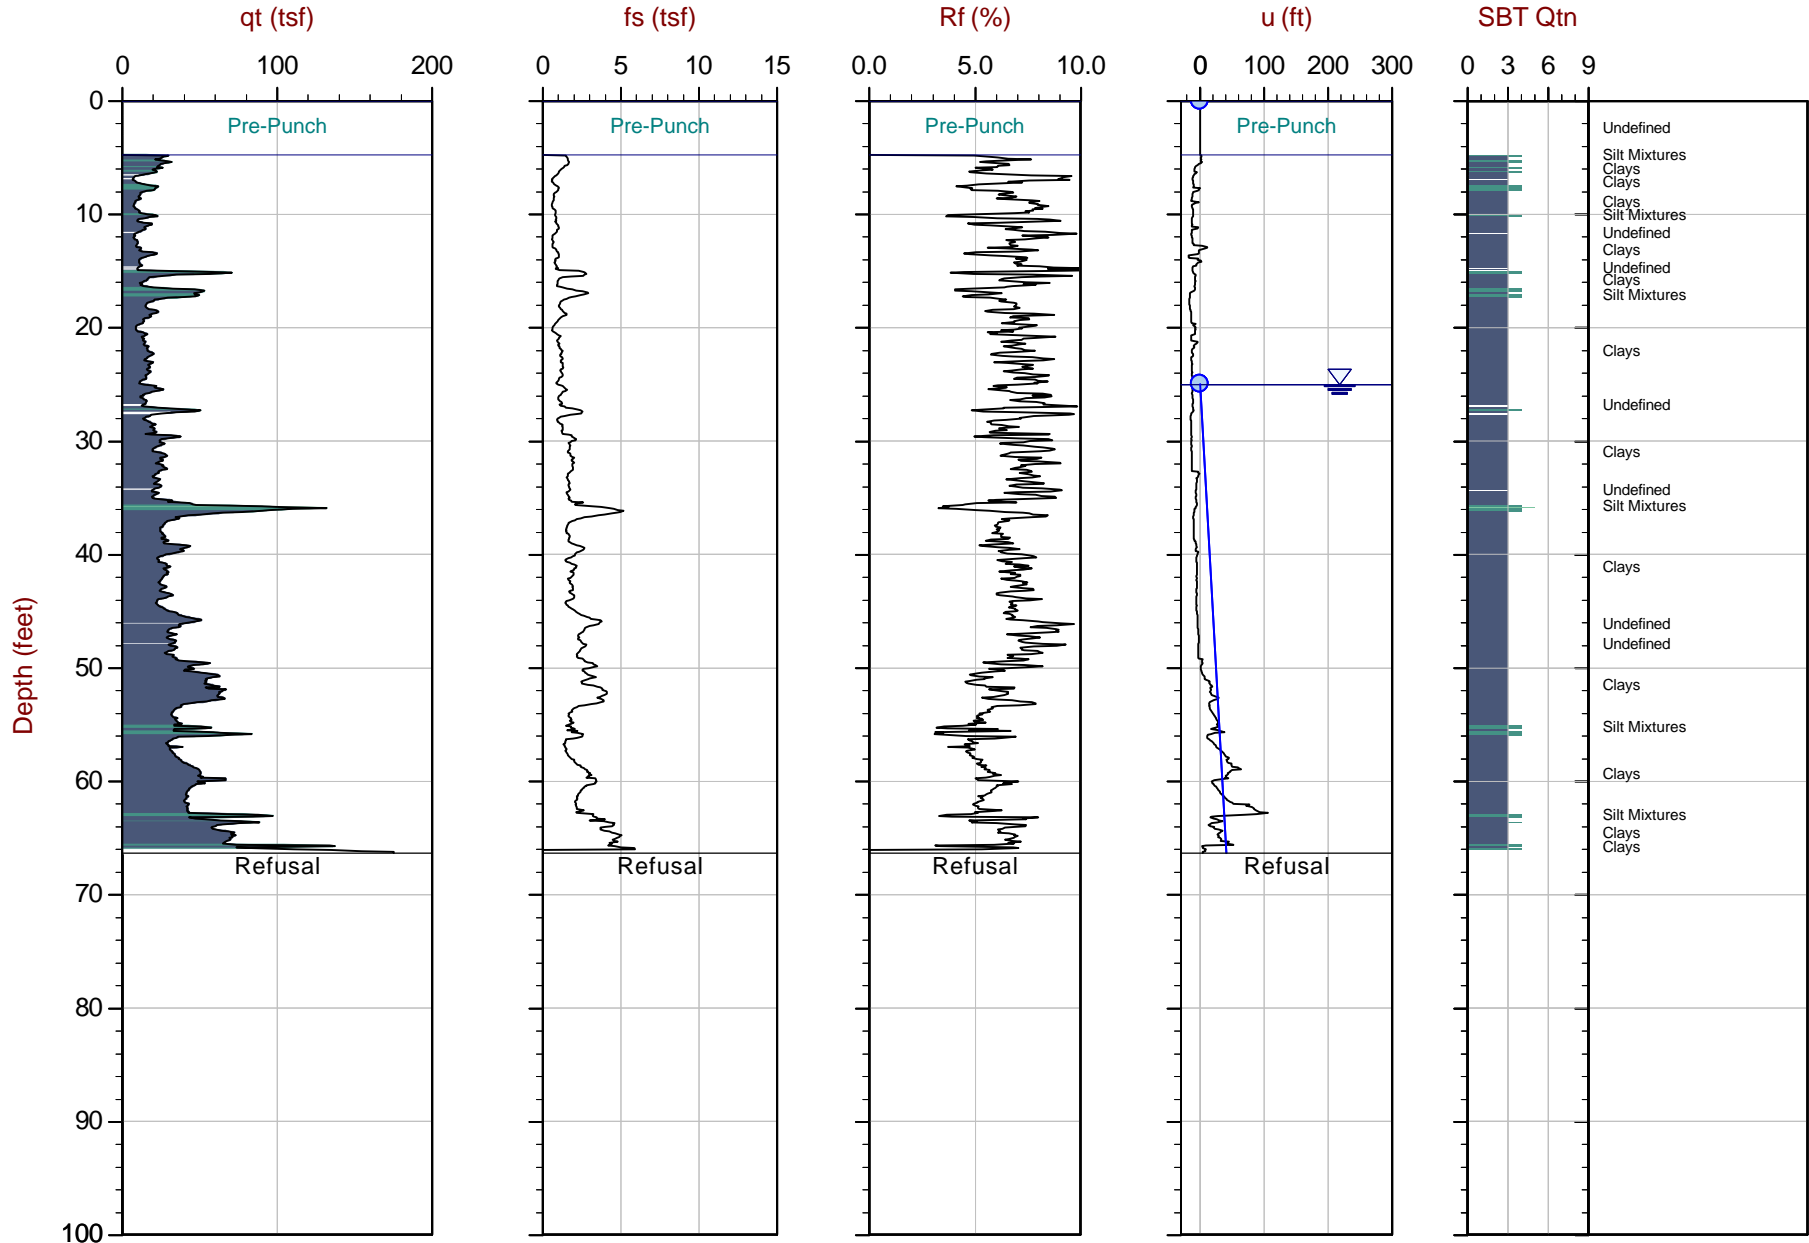 qt (tsf) fs (tsf) Rf (%) u (ft) SBT Qtn
0 100 200 0 5 10 15 0.0 5.0 10.0 0 100 200 300 0 3 6 9
0
Pre-Punch Pre-Punch Pre-Punch Pre-Punch
Undefined
Silt Mixtures
Clays
Clays
Clays
10
Silt Mixtures
Undefined
Clays
Undefined
Clays
Silt Mixtures
20
Clays
Undefined
30
Clays
Undefined
Silt Mixtures
40
Clays
Undefined
Undefined
50
Clays
Silt Mixtures
Clays
60
Silt Mixtures
Clays
Clays
Refusal Refusal Refusal Refusal
70
80
90
100
Depth (feet)